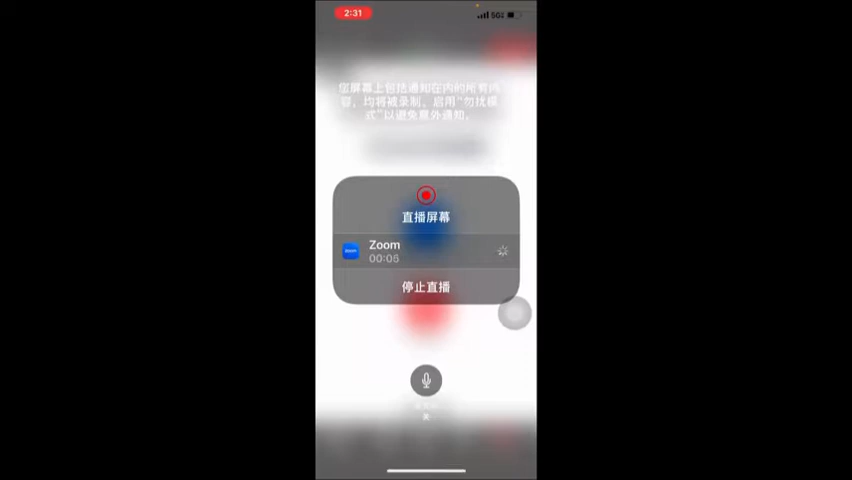 2:31
5G
您屏幕上包括通知在内的所有内
容，均将被录制。启用“勿扰模
式”以避免意外通知。
直播屏幕
zoom
Zoom
00:06
停止直播
关